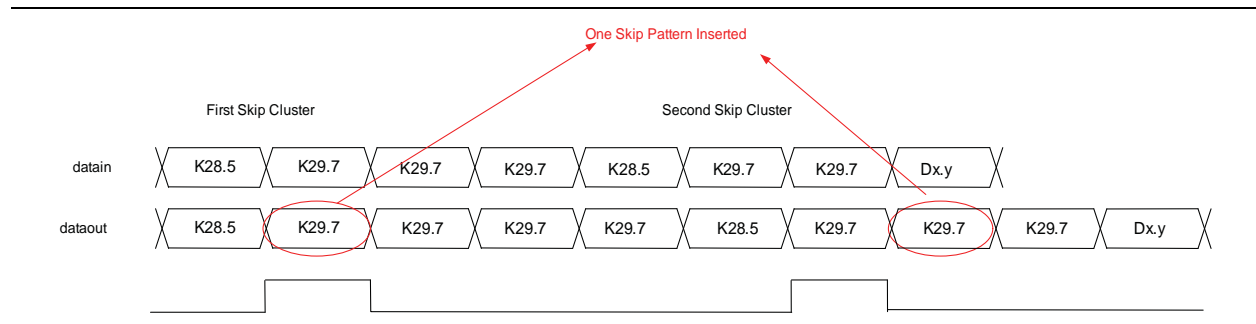 One Skip Pattern Inserted
First Skip Cluster Second Skip Cluster
datain K28.5 K29.7 K29.7 K29.7 K28.5 K29.7 K29.7 Dx.y
dataout K28.5 K29.7 K29.7 K29.7 K29.7 K28.5 K29.7 K29.7 K29.7 Dx.y